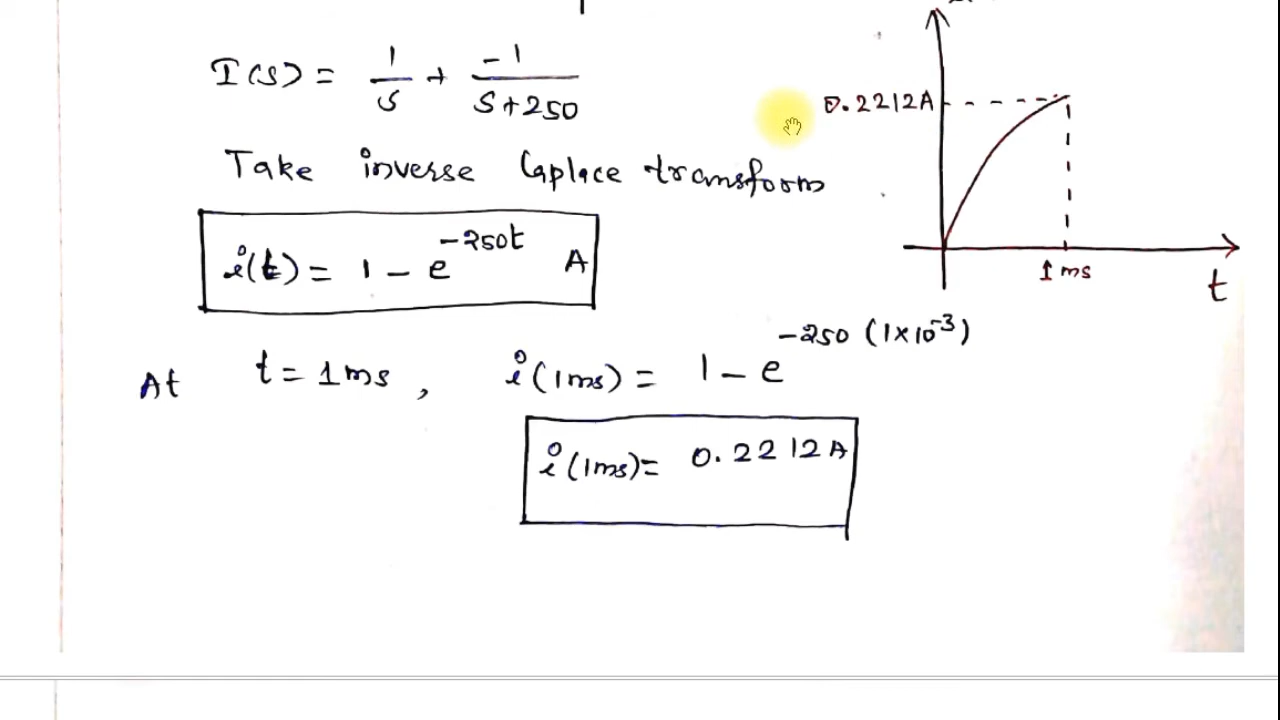 I(s) = 1/s + -1/(s+250)
Take inverse Laplace transform
i(t) = 1 - e^-250t A
At t = 1ms, i(1ms) = 1 - e^-250(1×10^-3)
i(1ms) = 0.2212A
0.2212A
1ms
t